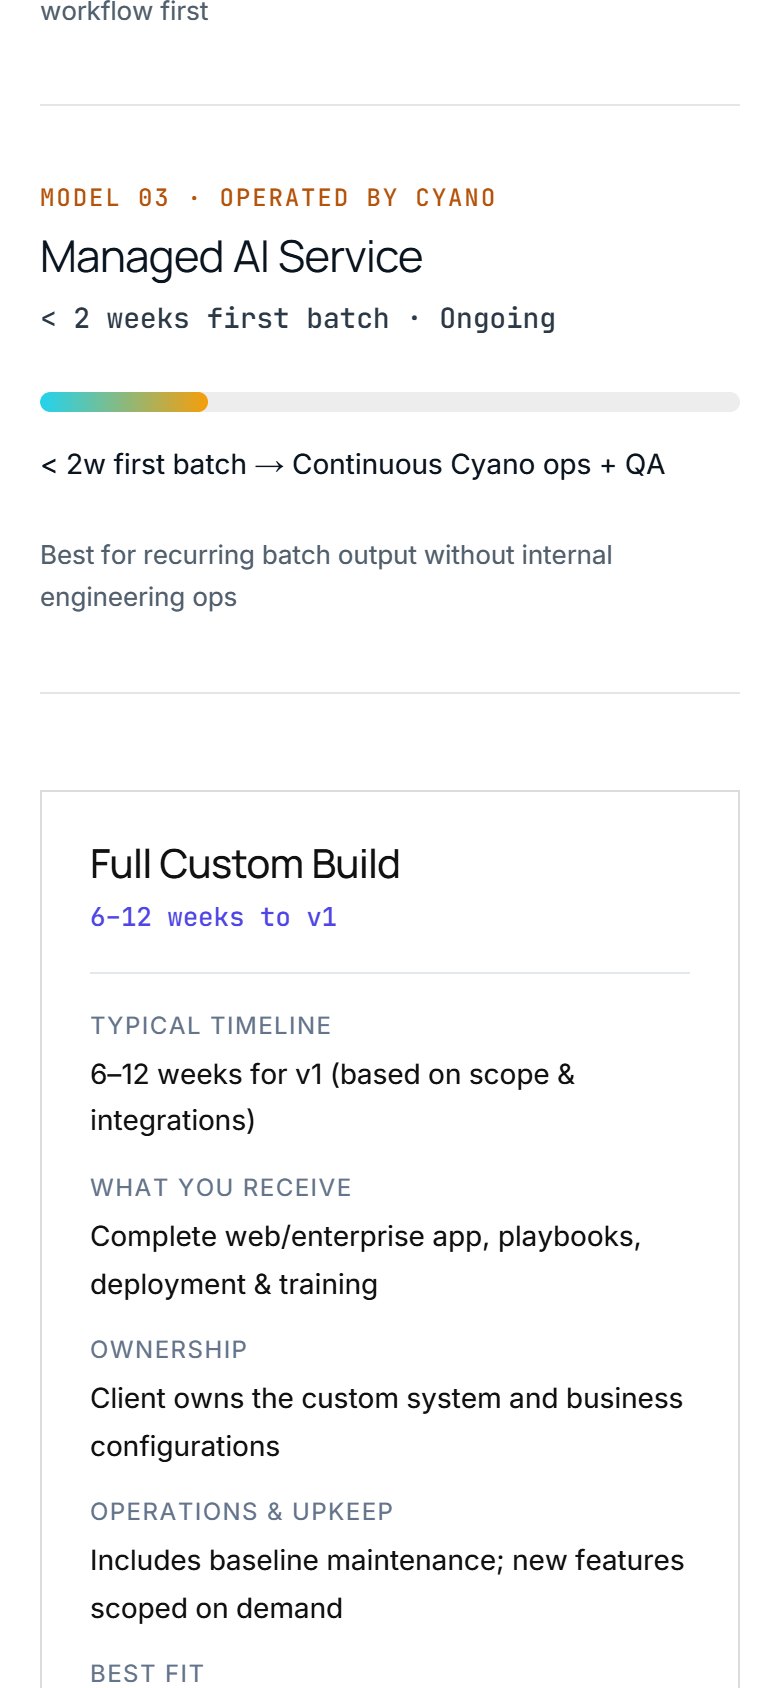 workflow first
MODEL 03 · OPERATED BY CYANO
Managed AI Service
< 2 weeks first batch · Ongoing
< 2w first batch → Continuous Cyano ops + QA
Best for recurring batch output without internal
engineering ops
Full Custom Build
6–12 weeks to v1
TYPICAL TIMELINE
6–12 weeks for v1 (based on scope &
integrations)
WHAT YOU RECEIVE
Complete web/enterprise app, playbooks,
deployment & training
OWNERSHIP
Client owns the custom system and business
configurations
OPERATIONS & UPKEEP
Includes baseline maintenance; new features
scoped on demand
BEST FIT